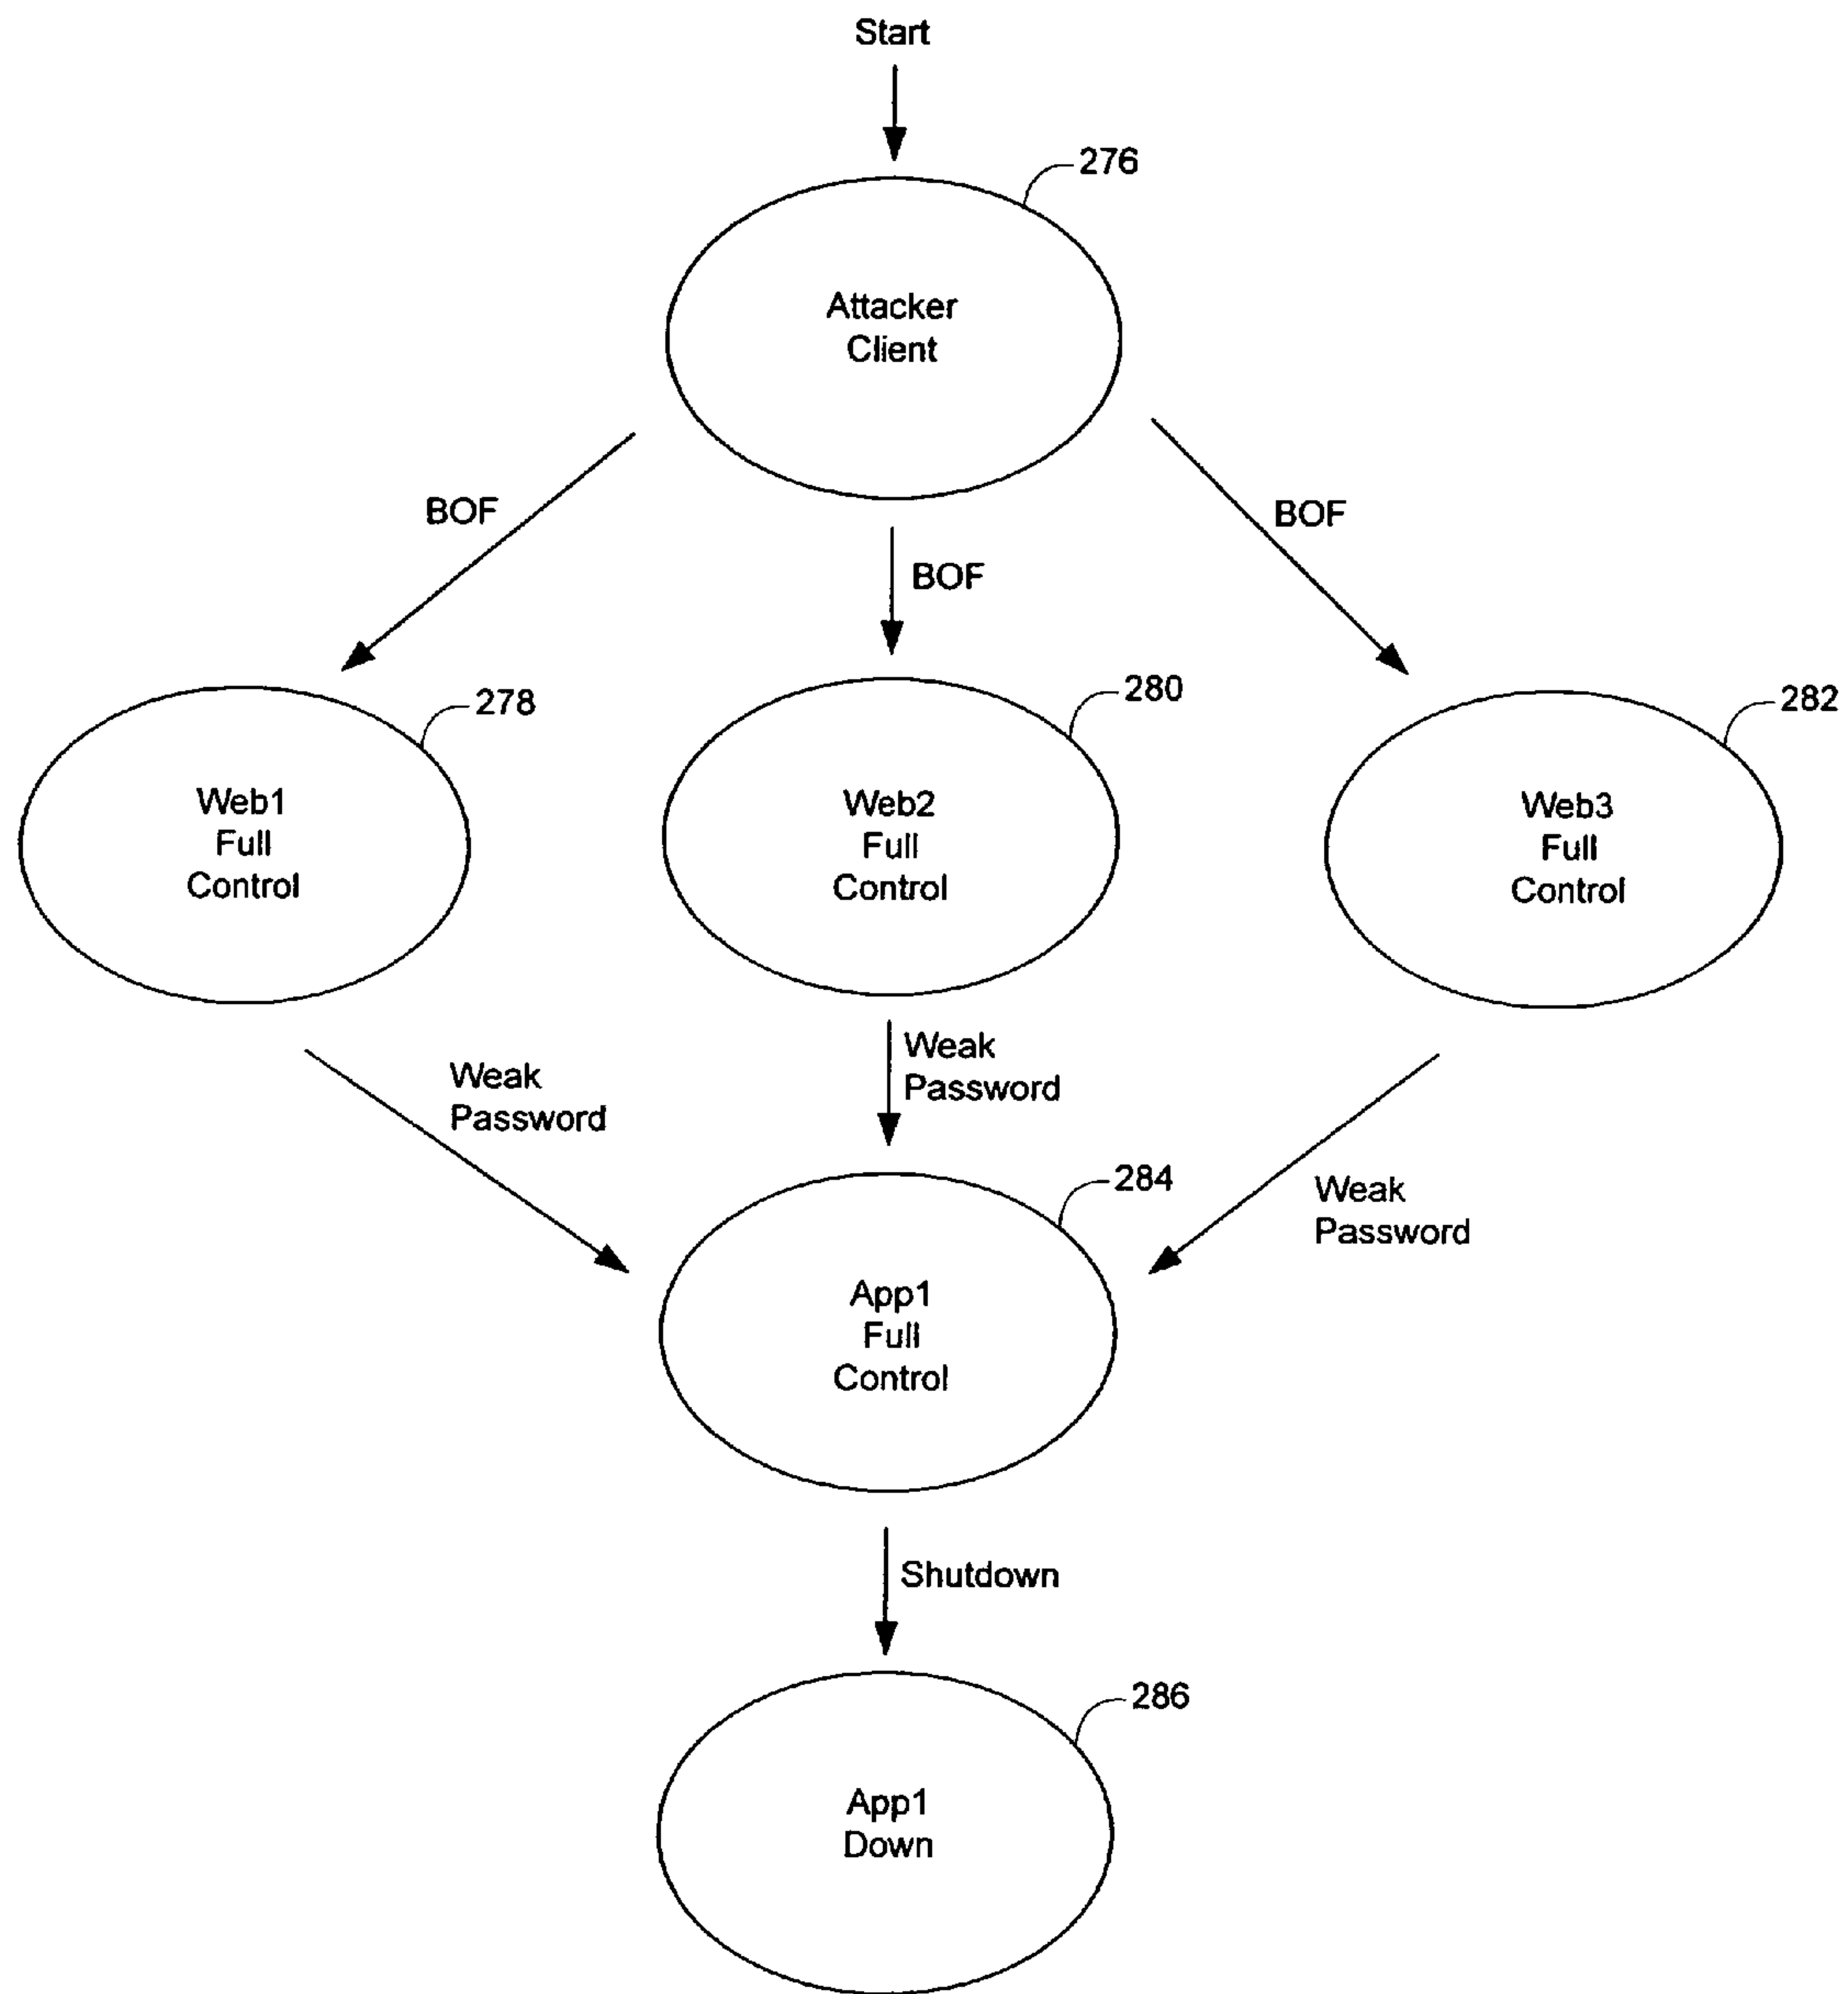 Start
276
Attacker
Client
BOF
BOF
BOF
278
280
282
Web1
Full
Control
Web2
Full
Control
Web3
Full
Control
Weak
Password
Weak
Password
Weak
Password
284
App1
Full
Control
Shutdown
286
App1
Down